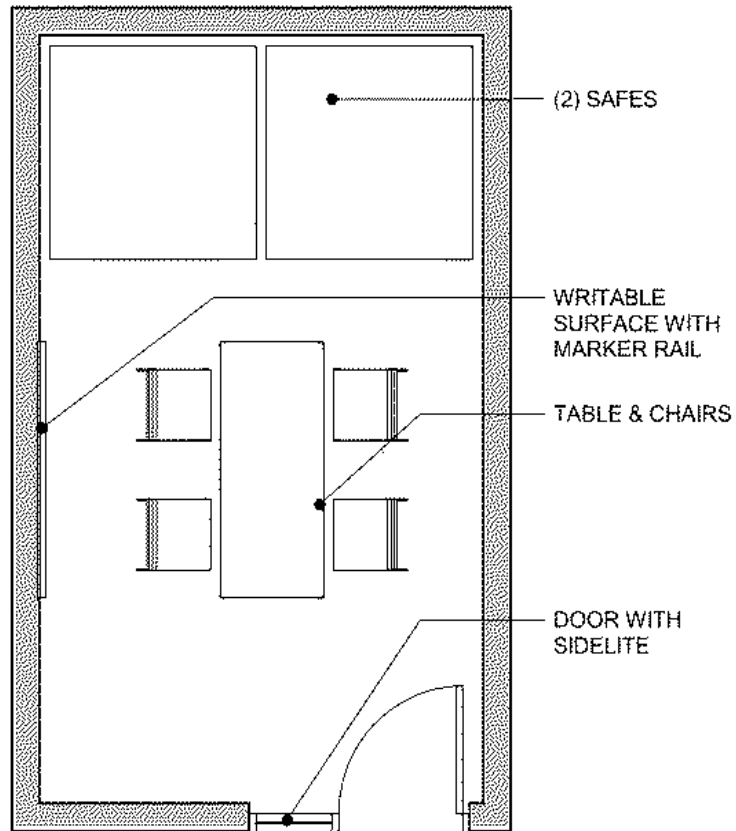 (2) SAFES
WRITABLE
SURFACE WITH
MARKER RAIL
TABLE & CHAIRS
DOOR WITH
SIDELITE